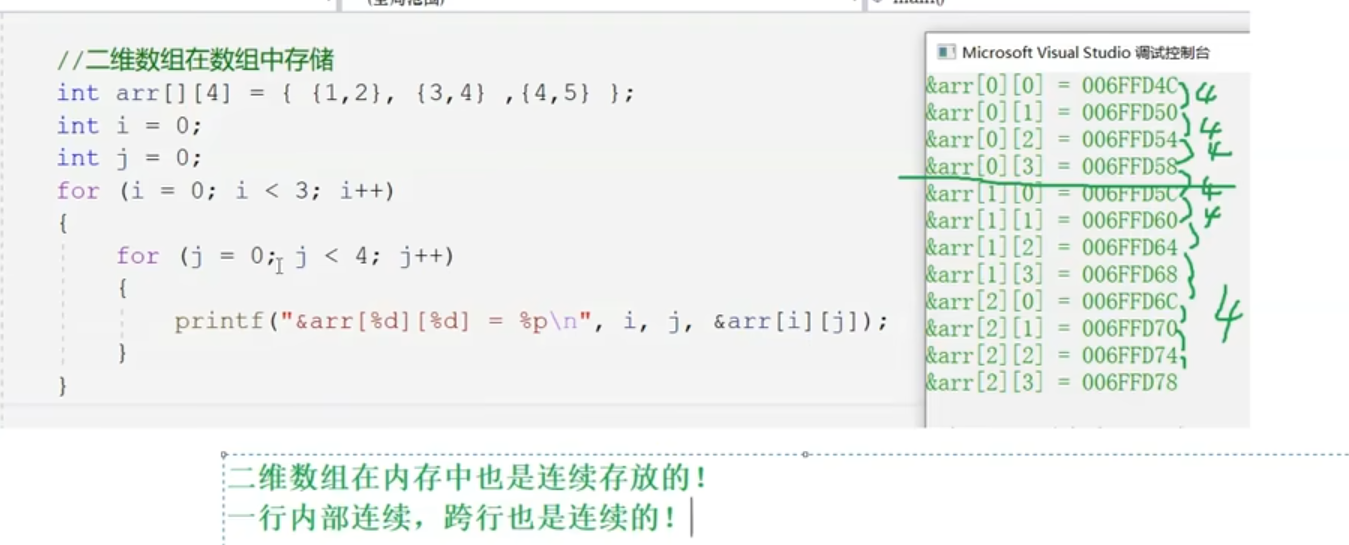 //二维数组在数组中存储
int arr[][4] = { {1,2}, {3,4} ,{4,5} };
int i = 0;
int j = 0;
for (i = 0; i < 3; i++)
{
for (j = 0; j < 4; j++)
{
printf("&arr[%d][%d] = %p\n", i, j, &arr[i][j]);
}
}
Microsoft Visual Studio 调试控制台
&arr[0][0] = 006FFD4C 4
&arr[0][1] = 006FFD50 4
&arr[0][2] = 006FFD54 4
&arr[0][3] = 006FFD58 4
&arr[1][0] = 006FFD5C 4
&arr[1][1] = 006FFD60
&arr[1][2] = 006FFD64
&arr[1][3] = 006FFD68
&arr[2][0] = 006FFD6C 4
&arr[2][1] = 006FFD70
&arr[2][2] = 006FFD74
&arr[2][3] = 006FFD78
二维数组在内存中也是连续存放的!
一行内部连续，跨行也是连续的!